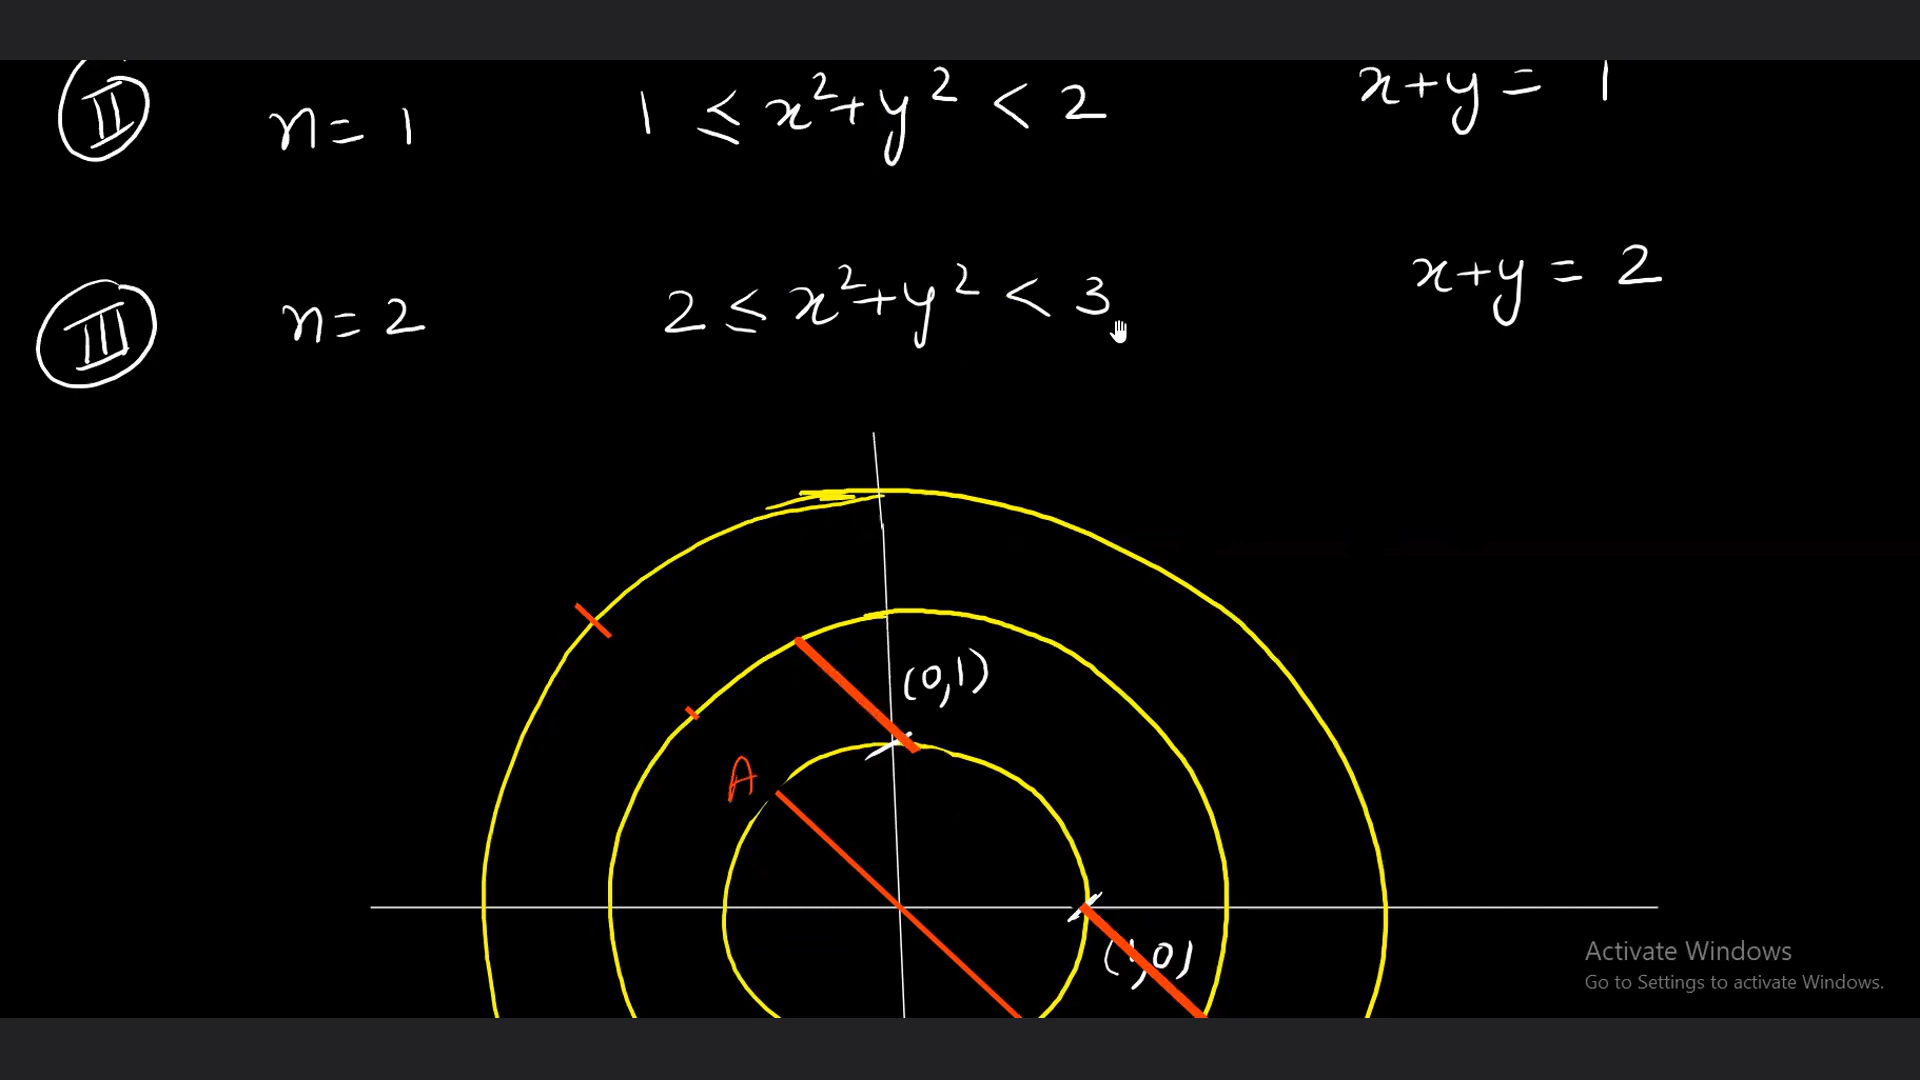 II n = 1 1 ≤ x²+y² < 2 x+y = 1
III n = 2 2 ≤ x²+y² < 3 x+y = 2
(0,1)
A
(1,0)
Activate Windows
Go to Settings to activate Windows.